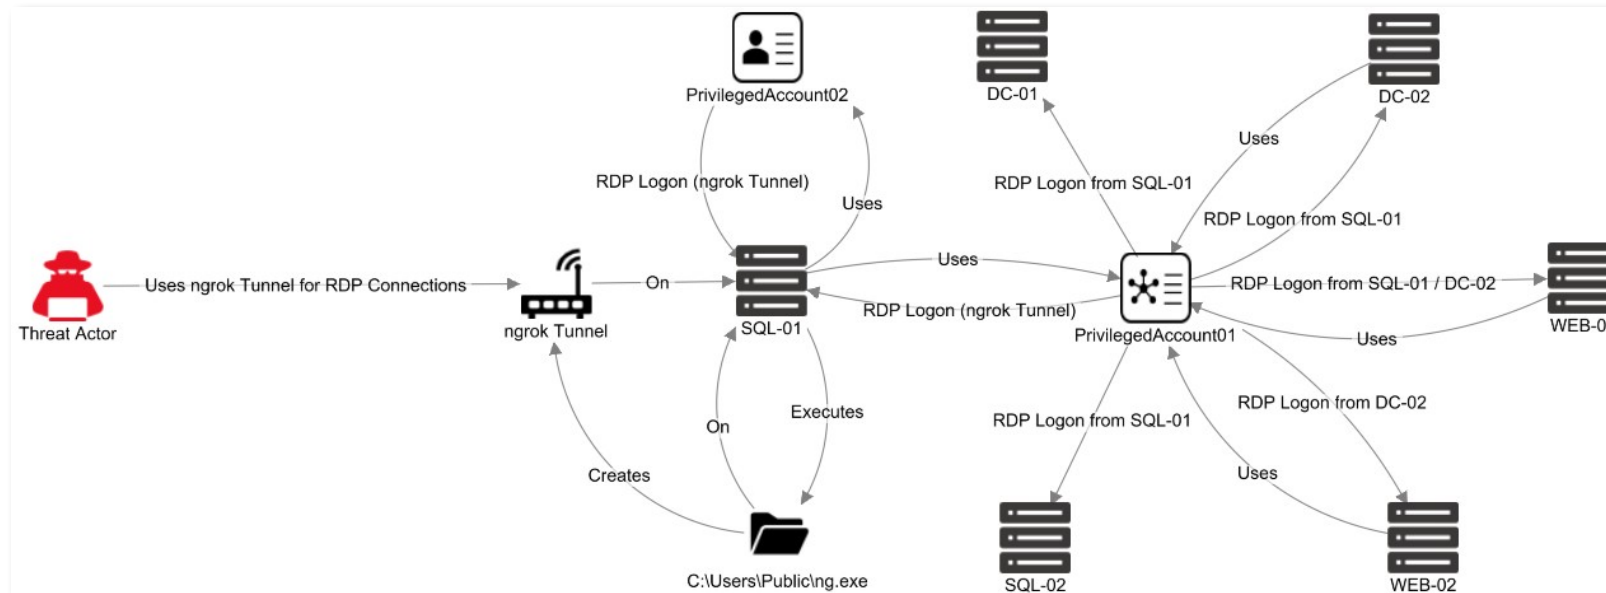 PrivilegedAccount02
DC-01
DC-02
Uses
RDP Logon (ngrok Tunnel)
RDP Logon from SQL-01
Uses
RDP Logon from SQL-01
Uses
Uses ngrok Tunnel for RDP Connections
On
RDP Logon from SQL-01 / DC-02
RDP Logon (ngrok Tunnel)
Threat Actor
ngrok Tunnel
SQL-01
PrivilegedAccount01
WEB-0
Uses
Executes
On
RDP Logon from SQL-01
RDP Logon from DC-02
Creates
Uses
C:\Users\Public\ng.exe
SQL-02
WEB-02